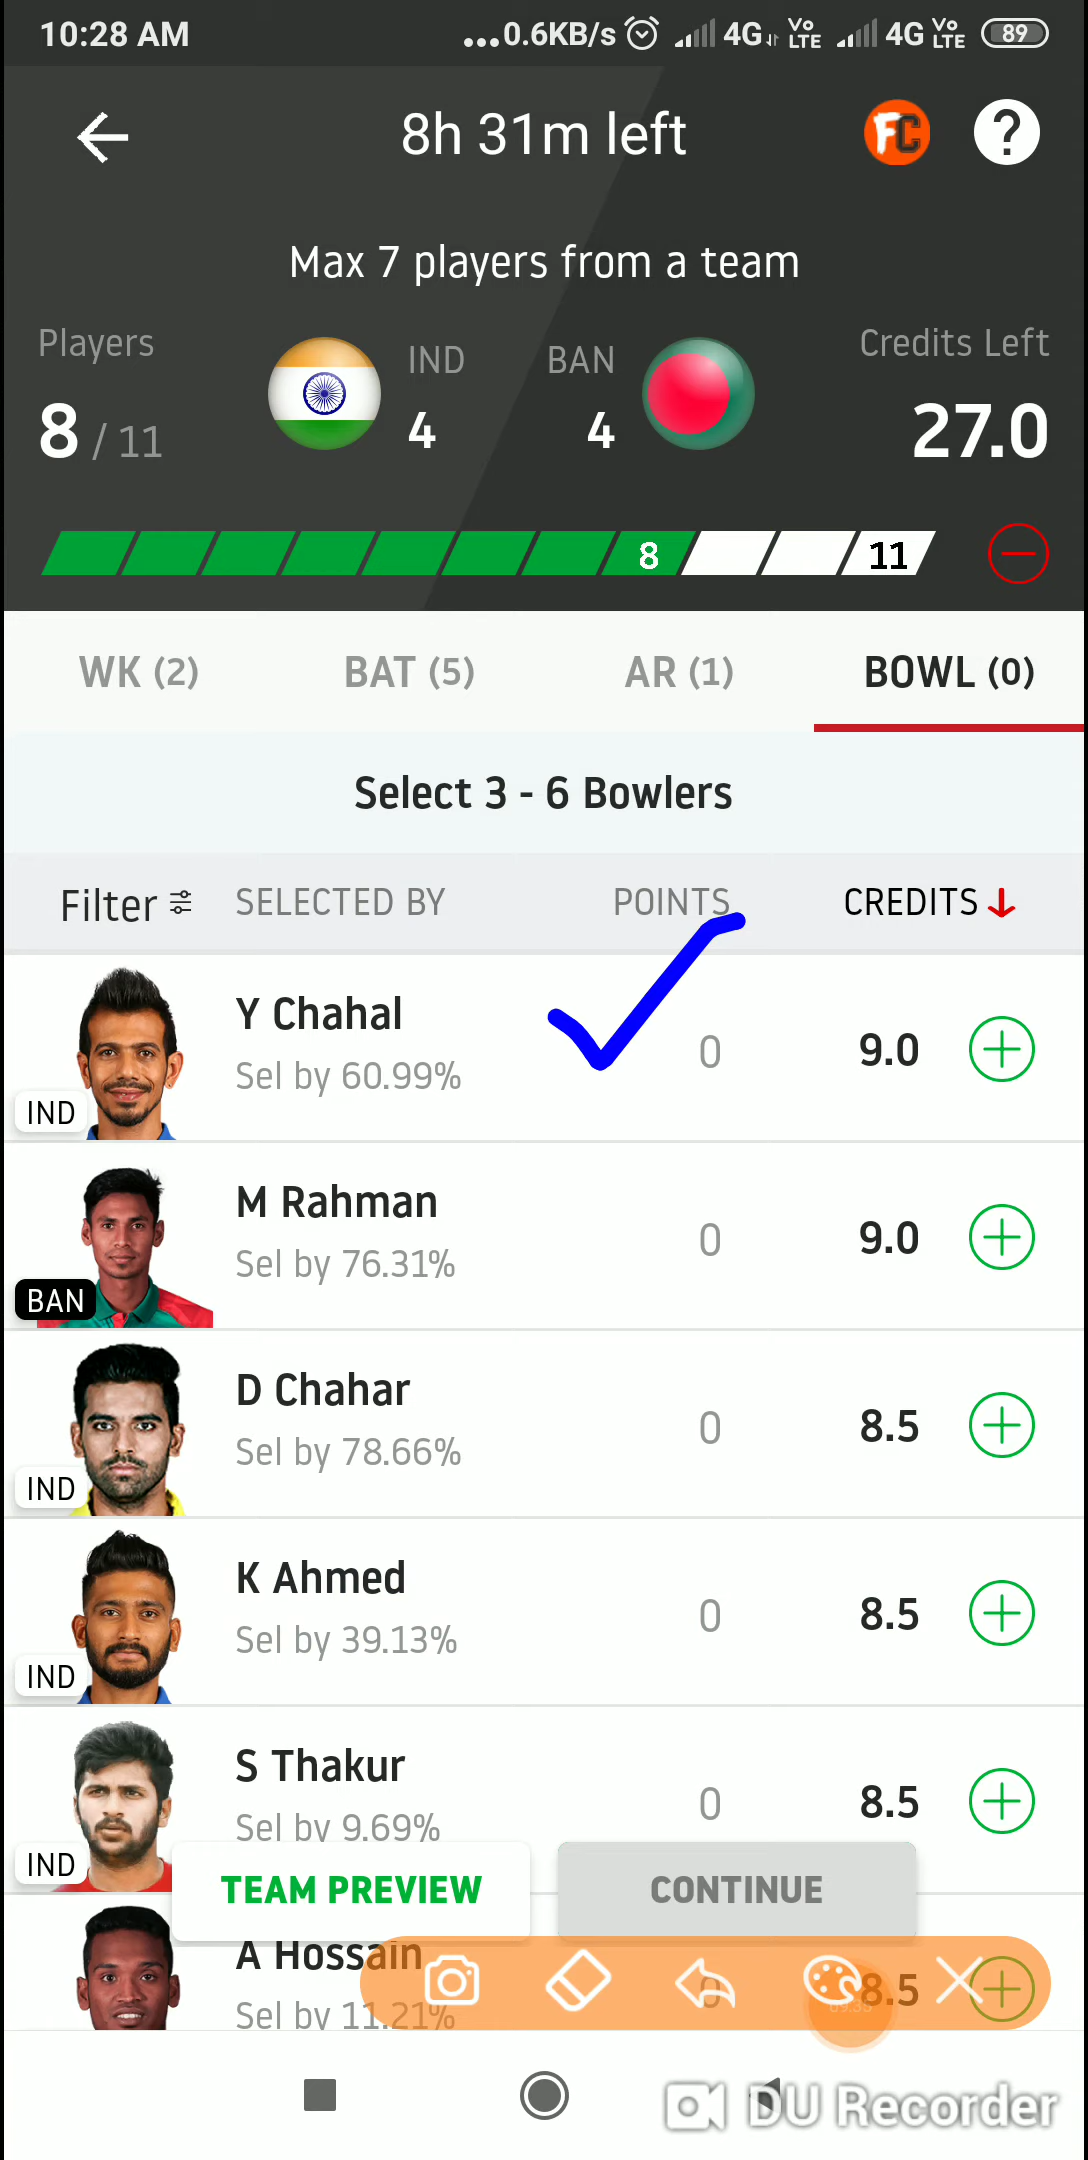 10:28 AM ...0.6KB/s 4G Vo LTE 4G Vo LTE 89
8h 31m left FC ?
Max 7 players from a team
Players IND BAN Credits Left
8 / 11 4 4 27.0
8 11
WK (2) BAT (5) AR (1) BOWL (0)
Select 3 - 6 Bowlers
Filter SELECTED BY POINTS CREDITS
Y Chahal
Sel by 60.99% 0 9.0
IND
M Rahman
Sel by 76.31% 0 9.0
BAN
D Chahar
Sel by 78.66% 0 8.5
IND
K Ahmed
Sel by 39.13% 0 8.5
IND
S Thakur
Sel by 9.69% 0 8.5
IND
TEAM PREVIEW CONTINUE
A Hossain
Sel by 11.21% 0 8.5
DU Recorder